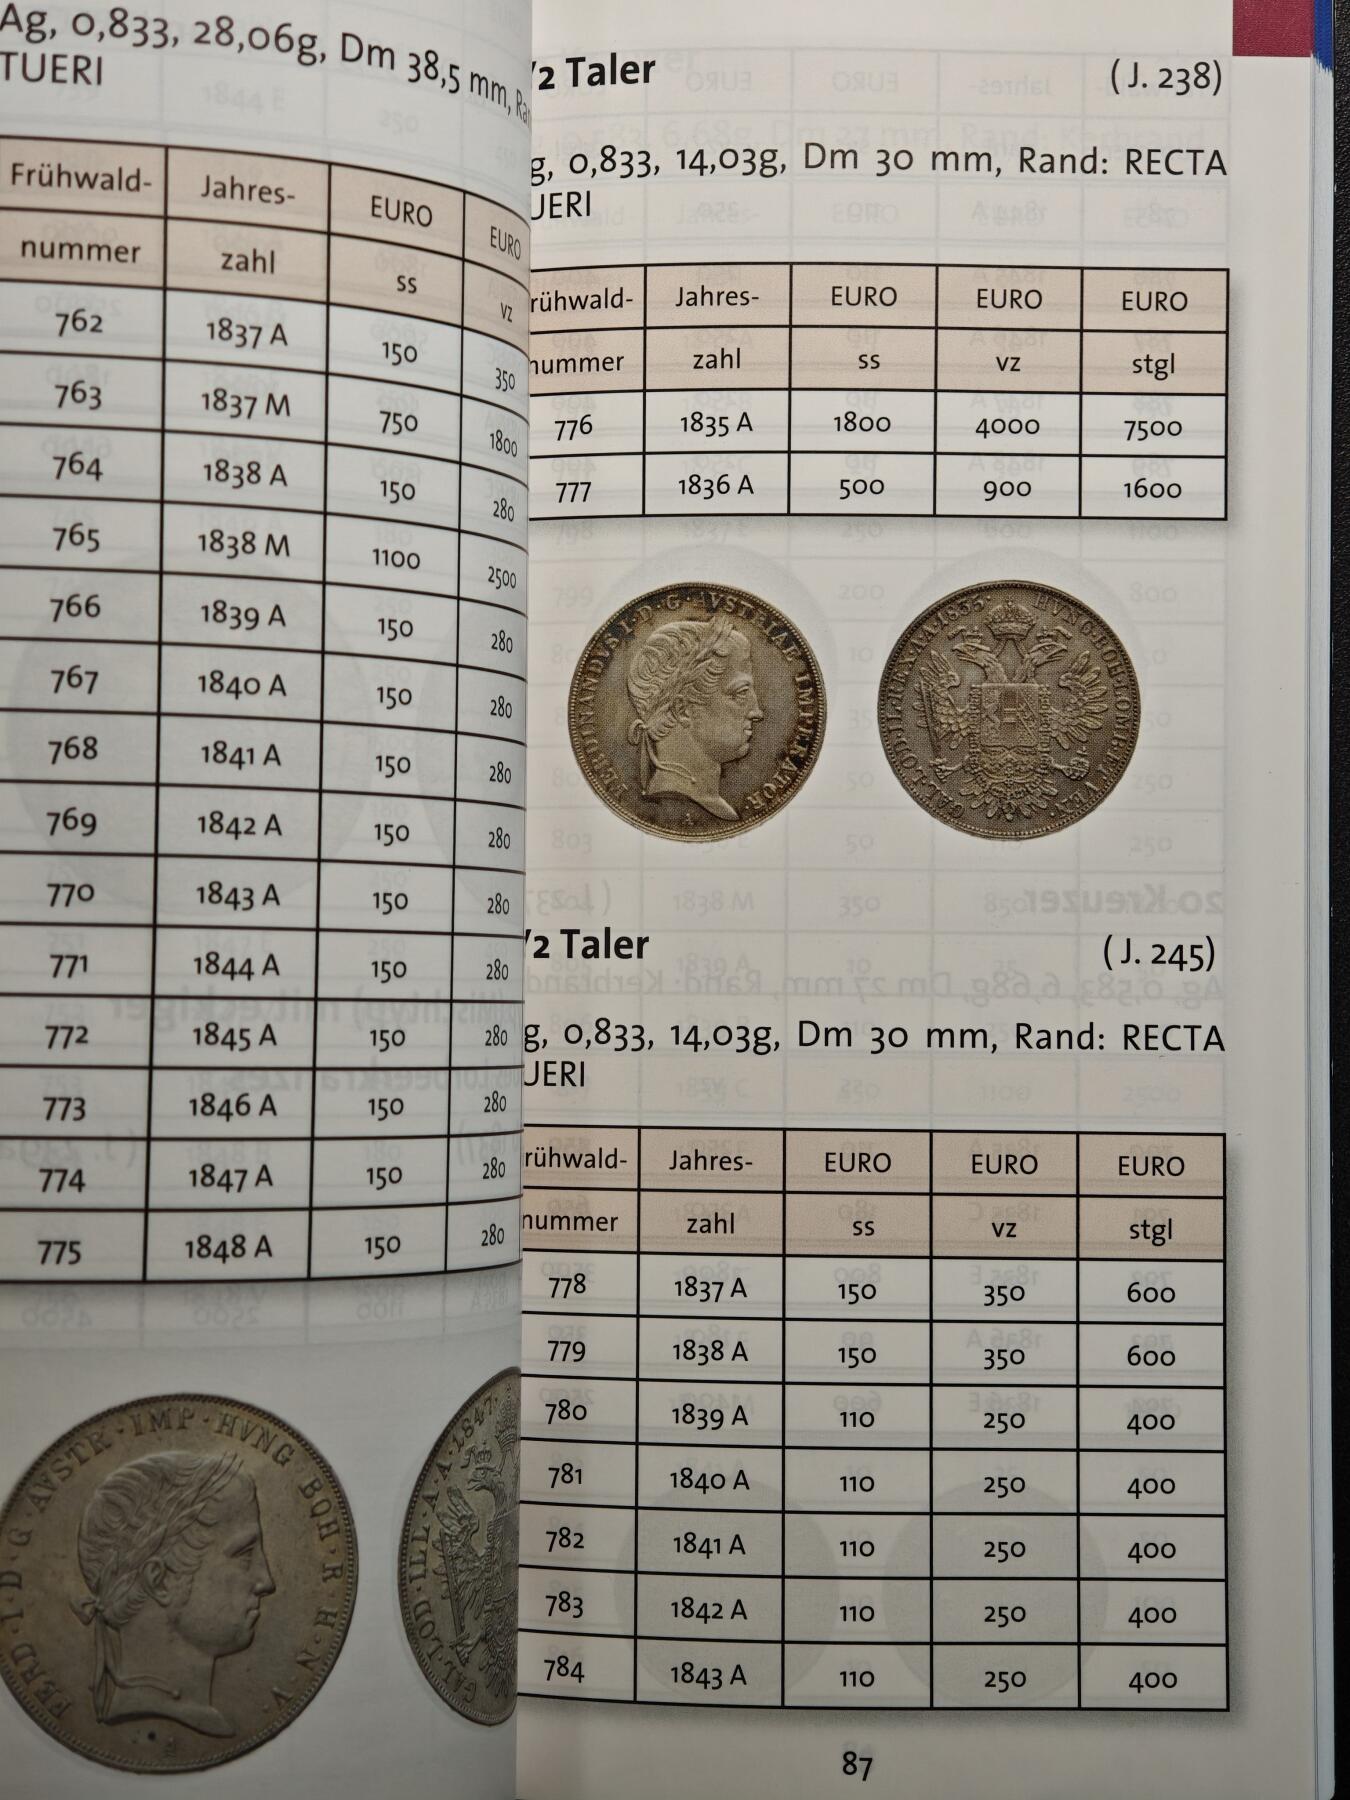 Ag, 0,833, 28,06g, Dm 38,5 mm,
TUERI
Frühwald- Jahres- EURO EURO
nummer zahl ss vz
762 1837 A 150 350
763 1837 M 750 1800
764 1838 A 150 280
765 1838 M 1100 2500
766 1839 A 150 280
767 1840 A 150 280
768 1841 A 150 280
769 1842 A 150 280
770 1843 A 150 280
771 1844 A 150 280
772 1845 A 150 280
773 1846 A 150 280
774 1847 A 150 280
775 1848 A 150 280
FERD·I·D·G·AVSTR·IMP·HVNG·BOH·R·H·N·V·
A
GAL·LOD·ILL·A·A·1847·
/2 Taler (J. 238)
g, 0,833, 14,03g, Dm 30 mm, Rand: RECTA
UERI
rühwald- Jahres- EURO EURO EURO
nummer zahl ss vz stgl
776 1835 A 1800 4000 7500
777 1836 A 500 900 1600
FERDINANDVS I·D·G·AVSTRIAE IMPERATOR·
A
HVNG·BOH·LOMB·ET VEN·
GAL·LOD·IL·REX·A·A·1835·
/2 Taler (J. 245)
g, 0,833, 14,03g, Dm 30 mm, Rand: RECTA
UERI
rühwald- Jahres- EURO EURO EURO
nummer zahl ss vz stgl
778 1837 A 150 350 600
779 1838 A 150 350 600
780 1839 A 110 250 400
781 1840 A 110 250 400
782 1841 A 110 250 400
783 1842 A 110 250 400
784 1843 A 110 250 400
87